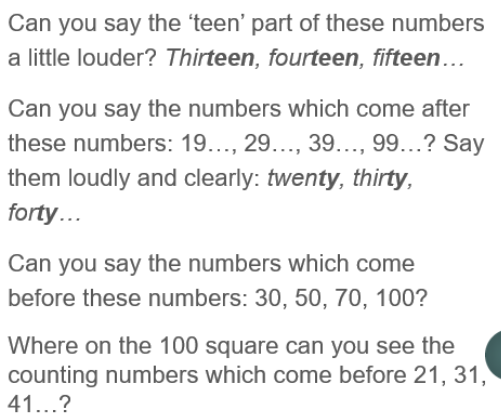 Can you say the ‘teen’ part of these numbers
a little louder? Thirteen, fourteen, fifteen…
Can you say the numbers which come after
these numbers: 19…, 29…, 39…, 99…? Say
them loudly and clearly: twenty, thirty,
forty…
Can you say the numbers which come
before these numbers: 30, 50, 70, 100?
Where on the 100 square can you see the
counting numbers which come before 21, 31,
41…?